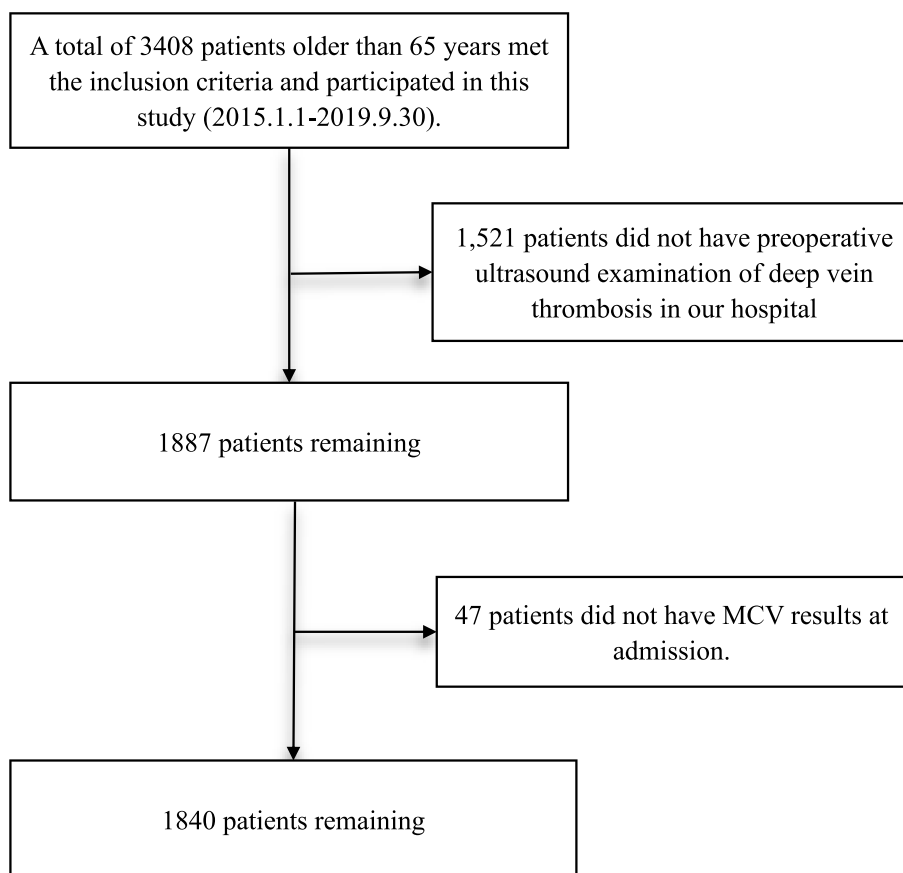 A total of 3408 patients older than 65 years met
the inclusion criteria and participated in this
study (2015.1.1-2019.9.30).
1,521 patients did not have preoperative
ultrasound examination of deep vein
thrombosis in our hospital
1887 patients remaining
47 patients did not have MCV results at
admission.
1840 patients remaining